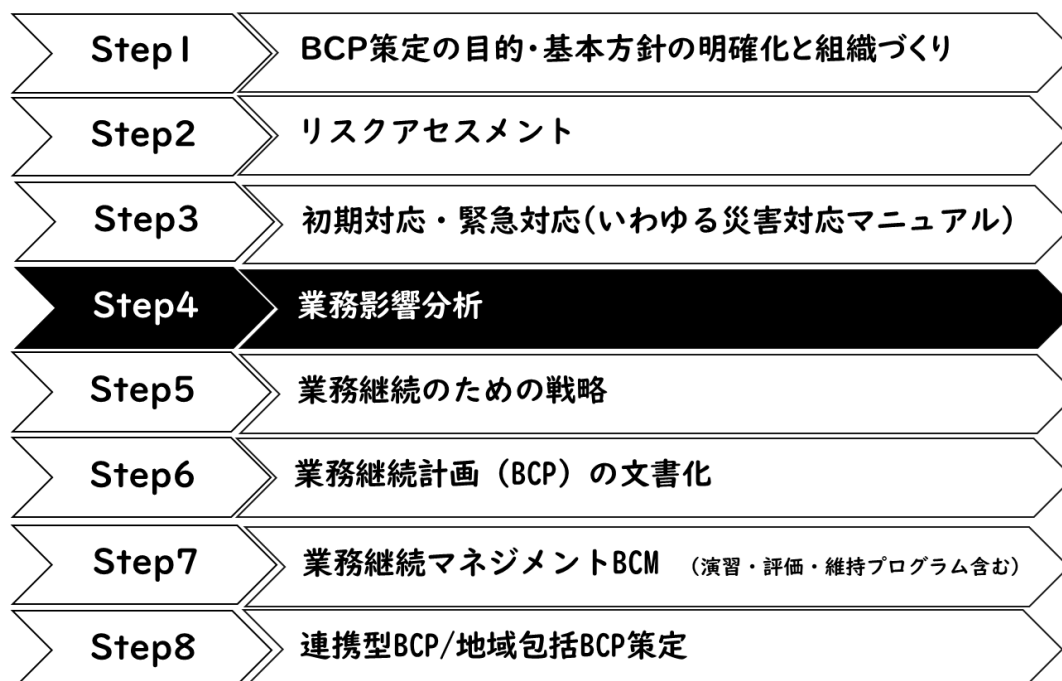 Step1 BCP策定の目的・基本方針の明確化と組織づくり
Step2 リスクアセスメント
Step3 初期対応・緊急対応(いわゆる災害対応マニュアル)
Step4 業務影響分析
Step5 業務継続のための戦略
Step6 業務継続計画（BCP）の文書化
Step7 業務継続マネジメントBCM （演習・評価・維持プログラム含む）
Step8 連携型BCP/地域包括BCP策定